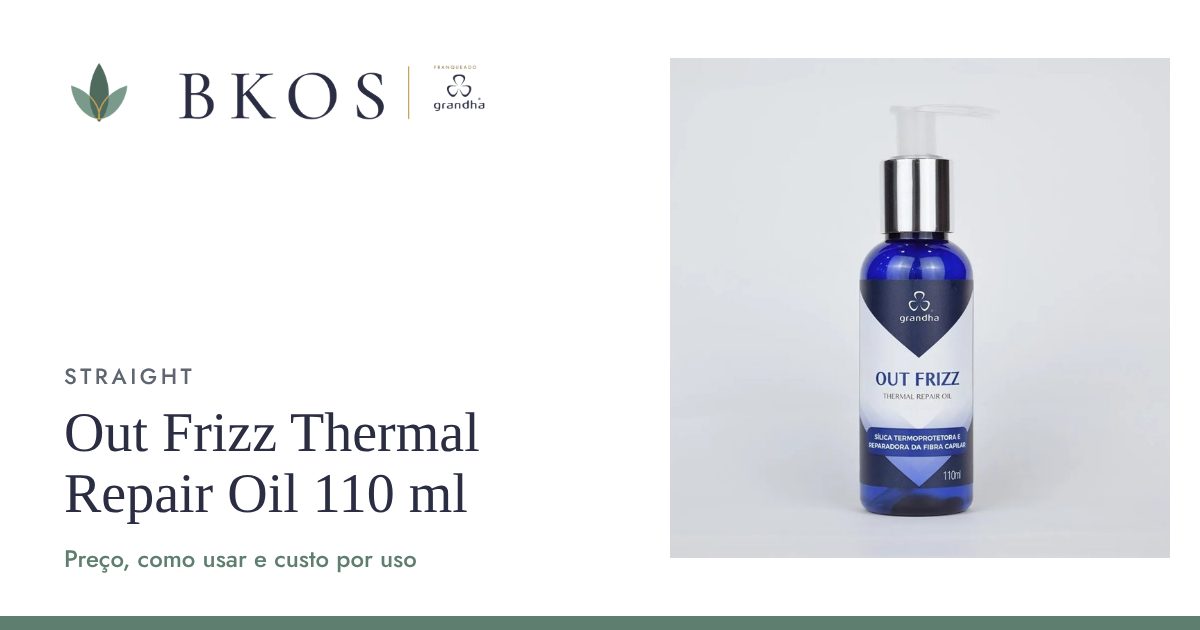 BKOS
FRANQUEADO
grandha
STRAIGHT
Out Frizz Thermal
Repair Oil 110 ml
Preço, como usar e custo por uso
grandha
OUT FRIZZ
THERMAL REPAIR OIL
SÍLICA TERMOPROTETORA E
REPARADORA DA FIBRA CAPILAR
110ml